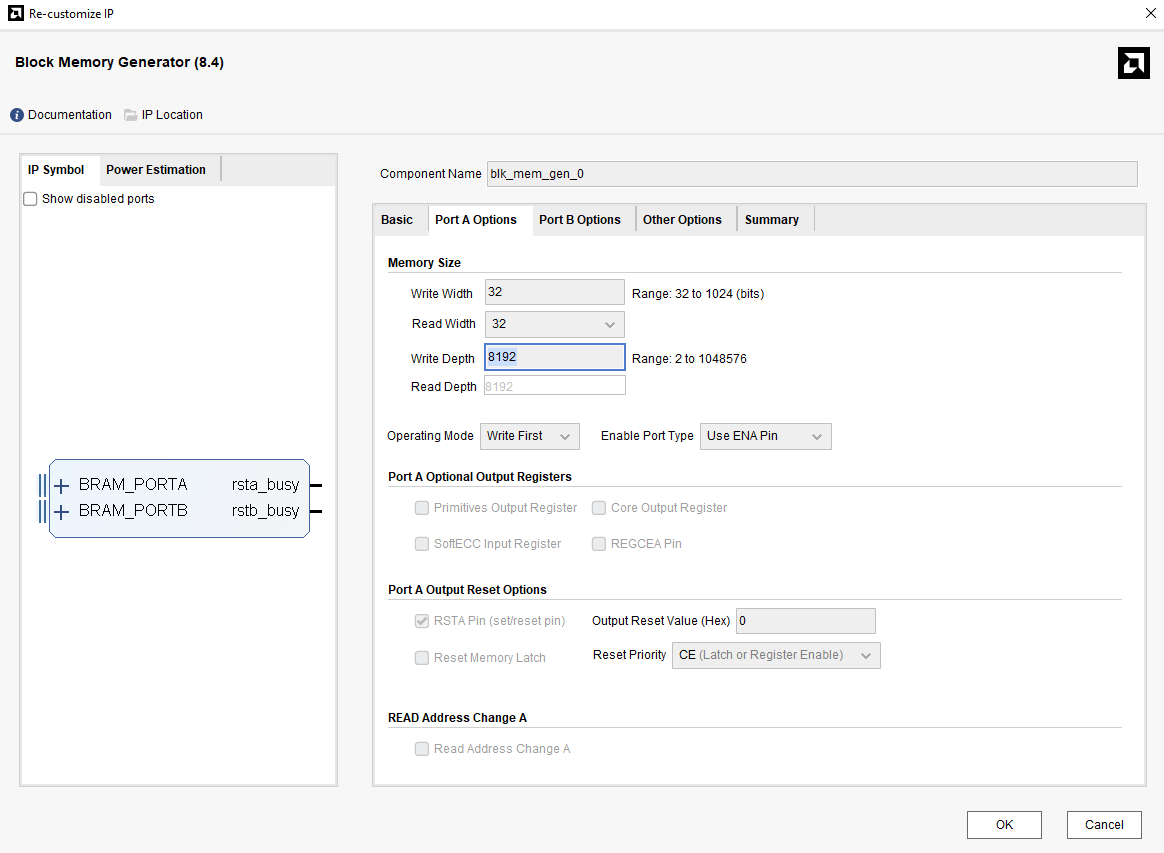 Re-customize IP
Block Memory Generator (8.4)
Documentation IP Location
IP Symbol Power Estimation
Show disabled ports
BRAM_PORTA rsta_busy
BRAM_PORTB rstb_busy
Component Name blk_mem_gen_0
Basic Port A Options Port B Options Other Options Summary
Memory Size
Write Width 32 Range: 32 to 1024 (bits)
Read Width 32
Write Depth 8192 Range: 2 to 1048576
Read Depth 8192
Operating Mode Write First Enable Port Type Use ENA Pin
Port A Optional Output Registers
Primitives Output Register Core Output Register
SoftECC Input Register REGCEA Pin
Port A Output Reset Options
RSTA Pin (set/reset pin) Output Reset Value (Hex) 0
Reset Memory Latch Reset Priority CE (Latch or Register Enable)
READ Address Change A
Read Address Change A
OK Cancel